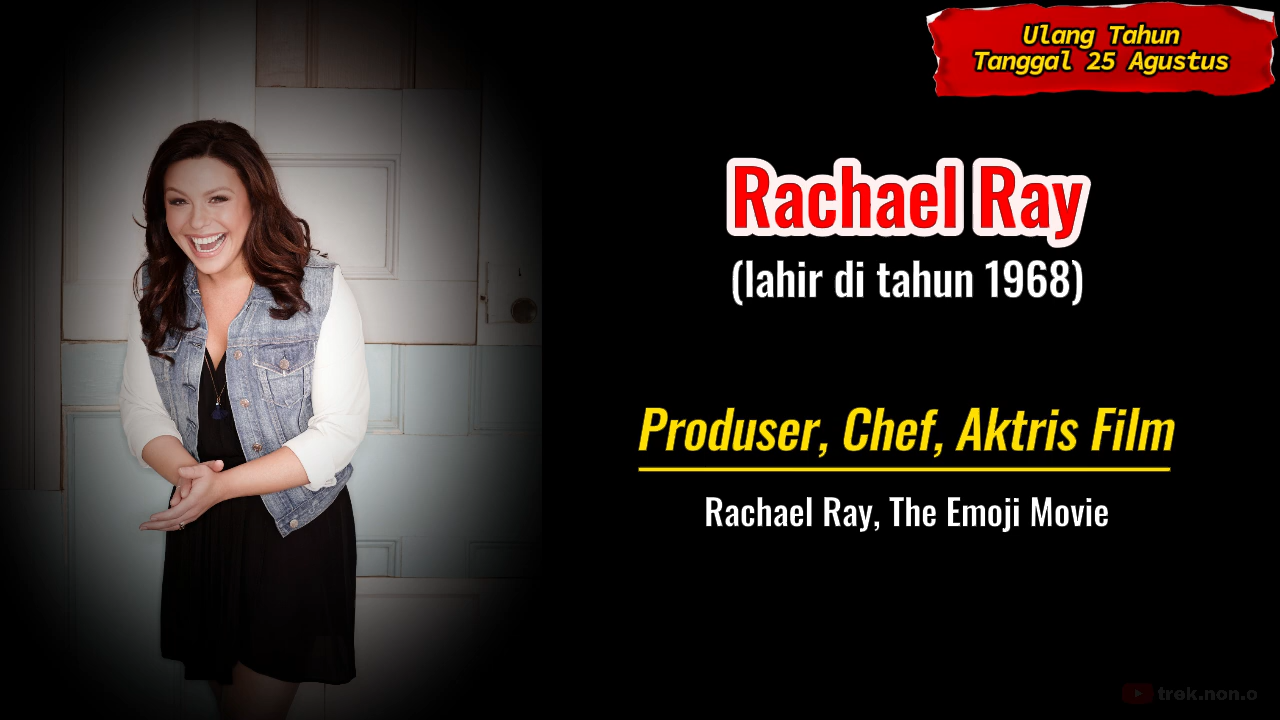 Ulang Tahun
Tanggal 25 Agustus
Rachael Ray
(lahir di tahun 1968)
Produser, Chef, Aktris Film
Rachael Ray, The Emoji Movie
trek.non.o